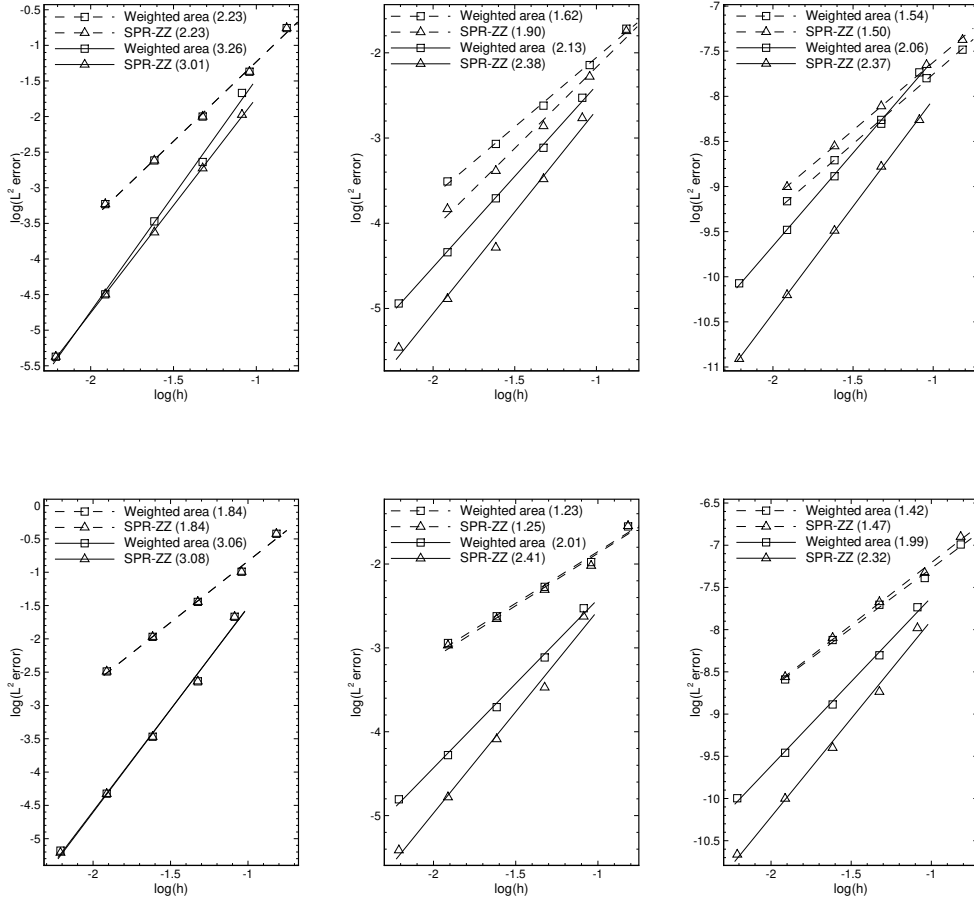 Weighted area (2.23)
SPR-ZZ (2.23)
Weighted area (3.26)
SPR-ZZ (3.01)
-0.5
-1
-1.5
-2
-2.5
-3
-3.5
-4
-4.5
-5
-5.5
log(L² error)
-2
-1.5
-1
log(h)
Weighted area (1.62)
SPR-ZZ (1.90)
Weighted area (2.13)
SPR-ZZ (2.38)
-2
-3
-4
-5
log(L² error)
-2
-1.5
-1
log(h)
Weighted area (1.54)
SPR-ZZ (1.50)
Weighted area (2.06)
SPR-ZZ (2.37)
-7
-7.5
-8
-8.5
-9
-9.5
-10
-10.5
-11
log(L² error)
-2
-1.5
-1
log(h)
Weighted area (1.84)
SPR-ZZ (1.84)
Weighted area (3.06)
SPR-ZZ (3.08)
0
-0.5
-1
-1.5
-2
-2.5
-3
-3.5
-4
-4.5
-5
log(L² error)
-2
-1.5
-1
log(h)
Weighted area (1.23)
SPR-ZZ (1.25)
Weighted area (2.01)
SPR-ZZ (2.41)
-2
-3
-4
-5
log(L² error)
-2
-1.5
-1
log(h)
Weighted area (1.42)
SPR-ZZ (1.47)
Weighted area (1.99)
SPR-ZZ (2.32)
-6.5
-7
-7.5
-8
-8.5
-9
-9.5
-10
-10.5
log(L² error)
-2
-1.5
-1
log(h)